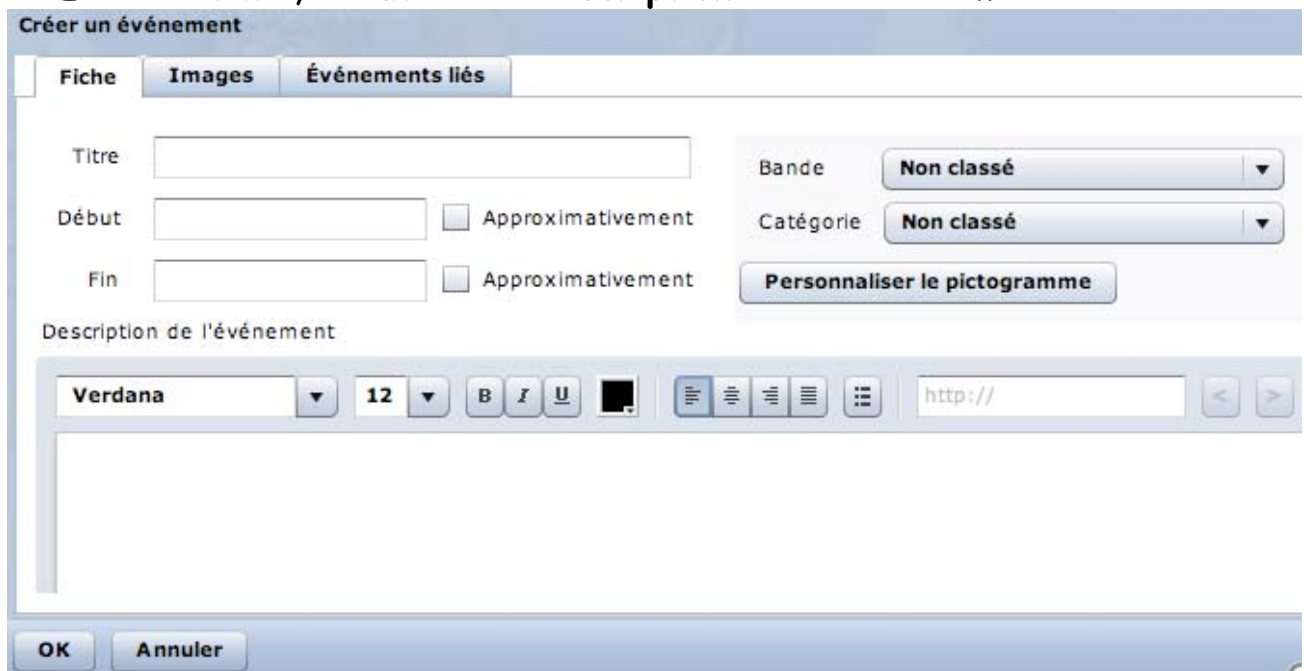 Créer un événement
Fiche Images Événements liés
Titre
Bande Non classé
Début Approximativement
Catégorie Non classé
Fin Approximativement
Personnaliser le pictogramme
Description de l'événement
Verdana 12 B I U http:// < >
OK Annuler